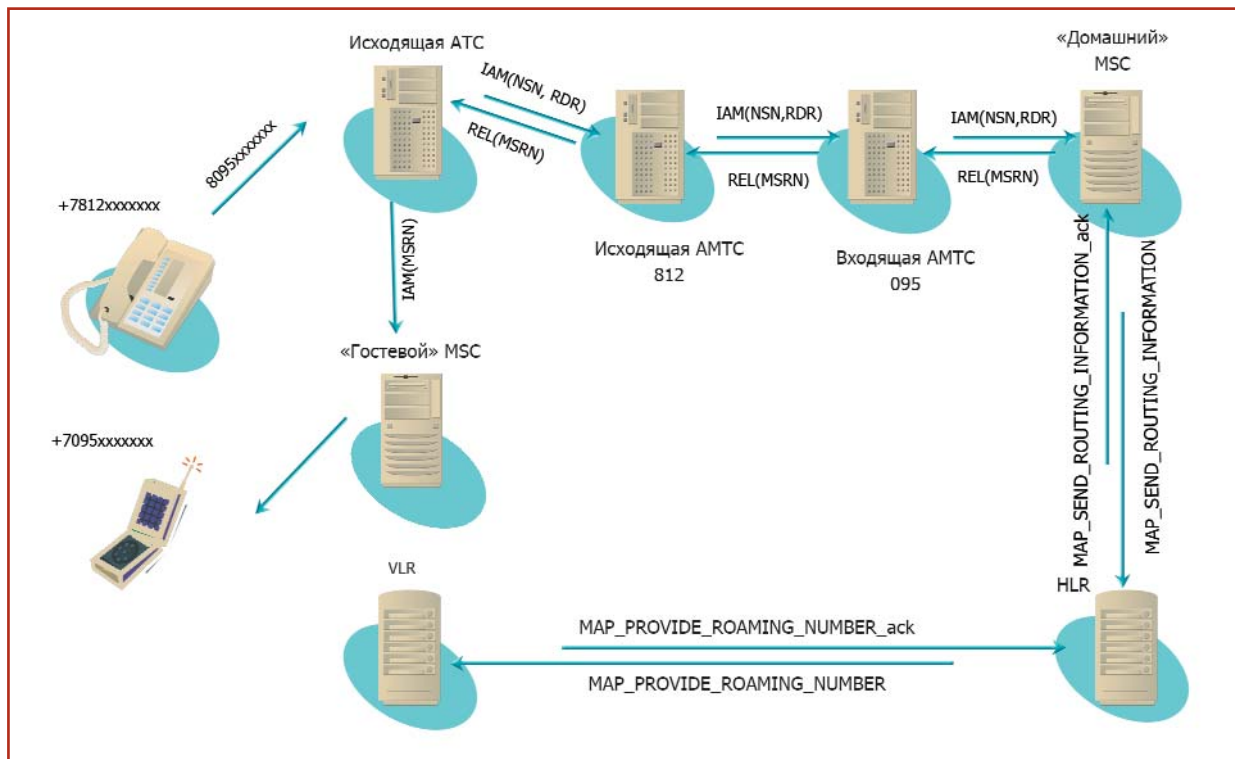 Исходящая АТС
«Домашний»
MSC
IAM(NSN, RDR)
REL(MSRN)
IAM(NSN,RDR)
REL(MSRN)
IAM(NSN,RDR)
REL(MSRN)
8095xxxxxxx
+7812xxxxxxx
IAM(MSRN)
Исходящая АМТС
812
Входящая АМТС
095
MAP_SEND_ROUTING_INFORMATION_ack
MAP_SEND_ROUTING_INFORMATION
«Гостевой» MSC
+7095xxxxxxx
VLR
HLR
MAP_PROVIDE_ROAMING_NUMBER_ack
MAP_PROVIDE_ROAMING_NUMBER